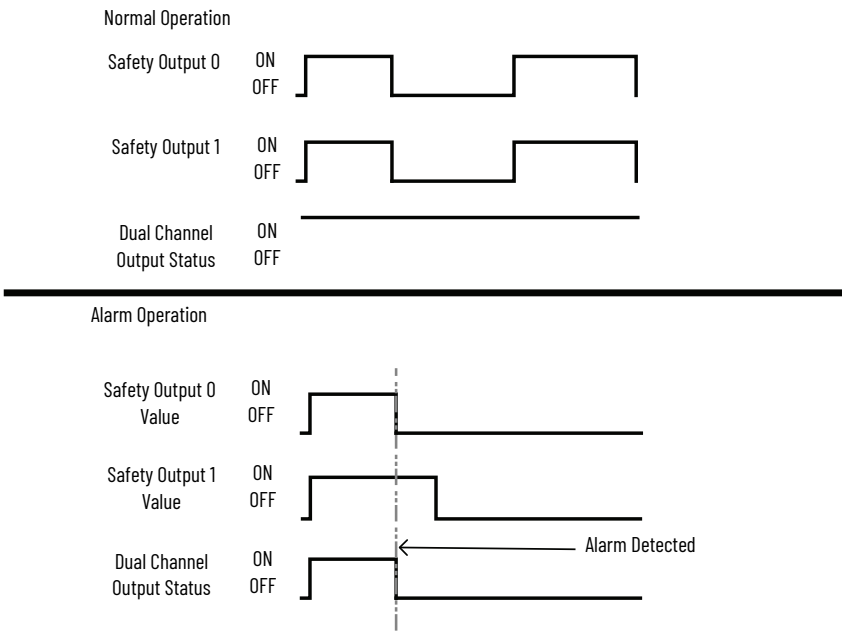 Normal Operation
Safety Output 0
ON
OFF
Safety Output 1
ON
OFF
Dual Channel
Output Status
ON
OFF
Alarm Operation
Safety Output 0
Value
ON
OFF
Safety Output 1
Value
ON
OFF
Dual Channel
Output Status
ON
OFF
Alarm Detected